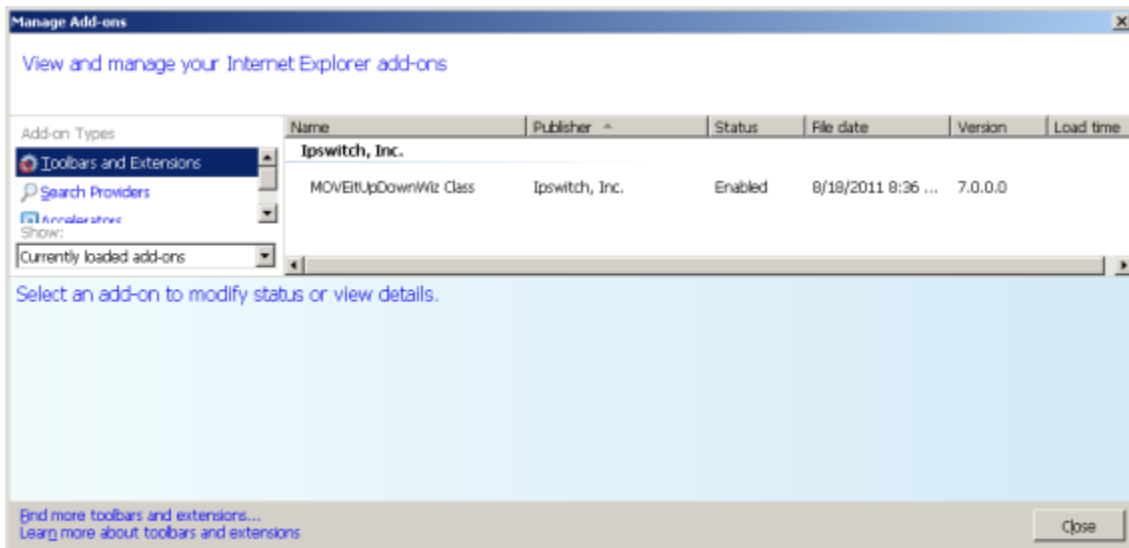 Manage Add-ons
View and manage your Internet Explorer add-ons
Add-on Types
Toolbars and Extensions
Search Providers
Accelerators
Show:
Currently loaded add-ons
Name Publisher Status File date Version Load time
Ipswitch, Inc.
MOVEitUpDownWiz Class Ipswitch, Inc. Enabled 8/18/2011 8:36 ... 7.0.0.0
Select an add-on to modify status or view details.
Find more toolbars and extensions...
Learn more about toolbars and extensions
Close